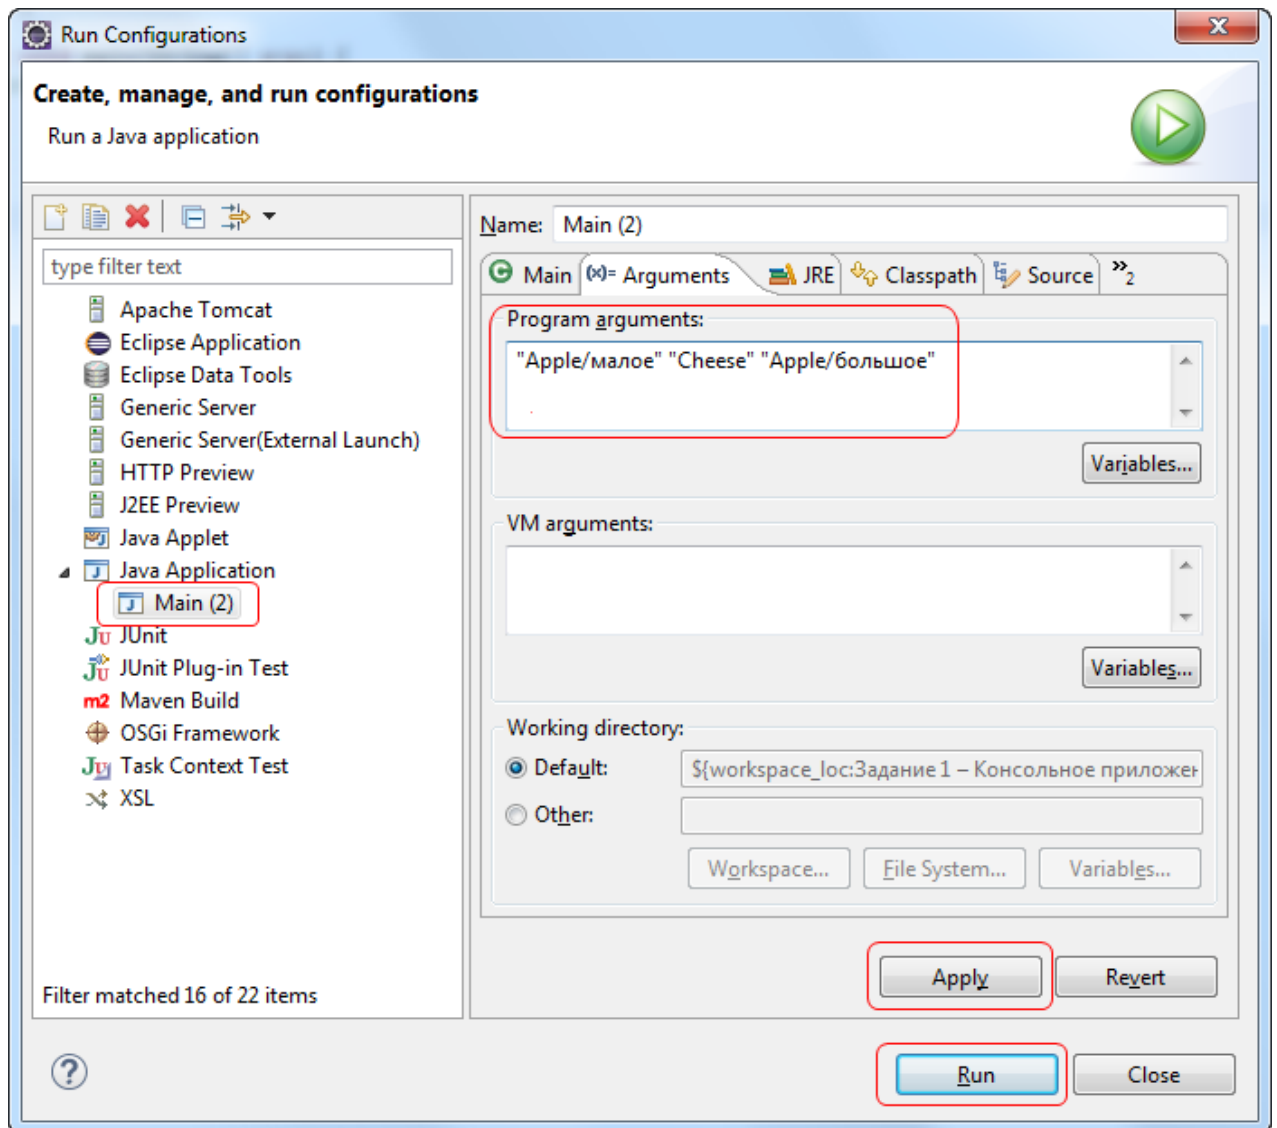 Run Configurations
X
Create, manage, and run configurations
Run a Java application
type filter text
Apache Tomcat
Eclipse Application
Eclipse Data Tools
Generic Server
Generic Server(External Launch)
HTTP Preview
J2EE Preview
Java Applet
Java Application
Main (2)
JUnit
JUnit Plug-in Test
m2 Maven Build
OSGi Framework
Task Context Test
XSL
Filter matched 16 of 22 items
Name: Main (2)
Main (x)= Arguments JRE Classpath Source »2
Program arguments:
"Apple/малое" "Cheese" "Apple/большое"
Variables...
VM arguments:
Variables...
Working directory:
Default: ${workspace_loc:Задание 1 – Консольное приложен
Other:
Workspace... File System... Variables...
Apply Revert
? Run Close